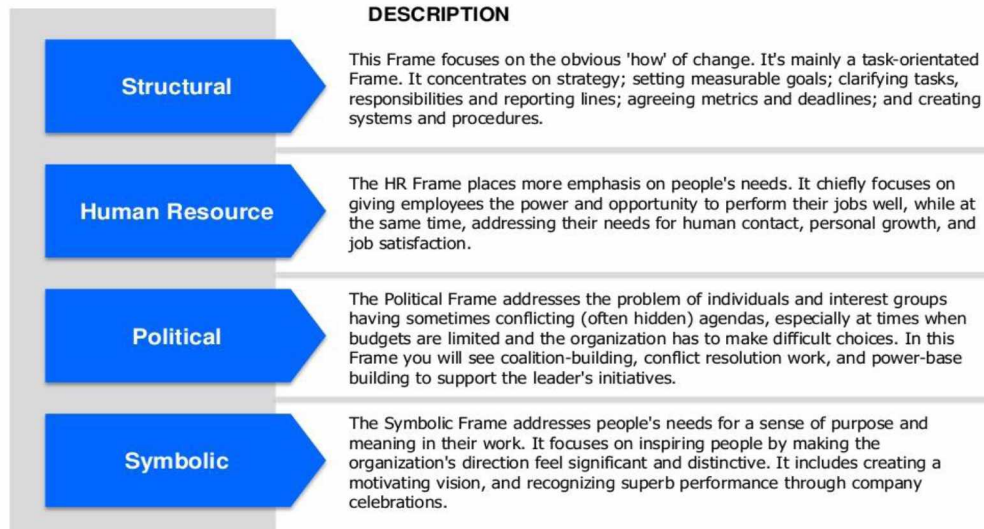 DESCRIPTION
Structural
This Frame focuses on the obvious 'how' of change. It's mainly a task-orientated
Frame. It concentrates on strategy; setting measurable goals; clarifying tasks,
responsibilities and reporting lines; agreeing metrics and deadlines; and creating
systems and procedures.
Human Resource
The HR Frame places more emphasis on people's needs. It chiefly focuses on
giving employees the power and opportunity to perform their jobs well, while at
the same time, addressing their needs for human contact, personal growth, and
job satisfaction.
Political
The Political Frame addresses the problem of individuals and interest groups
having sometimes conflicting (often hidden) agendas, especially at times when
budgets are limited and the organization has to make difficult choices. In this
Frame you will see coalition-building, conflict resolution work, and power-base
building to support the leader's initiatives.
Symbolic
The Symbolic Frame addresses people's needs for a sense of purpose and
meaning in their work. It focuses on inspiring people by making the
organization's direction feel significant and distinctive. It includes creating a
motivating vision, and recognizing superb performance through company
celebrations.